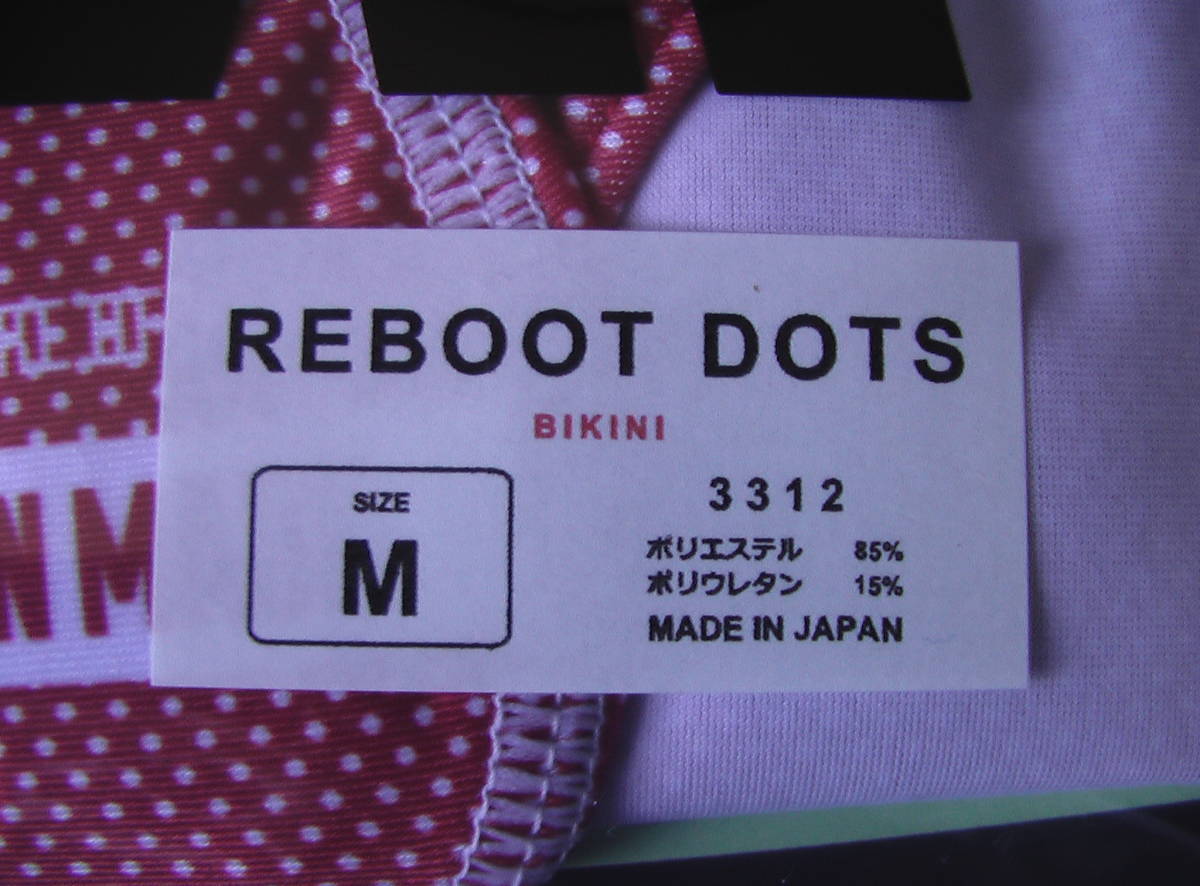 REBOOT DOTS
BIKINI
SIZE
M
3312
ポリエステル 85%
ポリウレタン 15%
MADE IN JAPAN